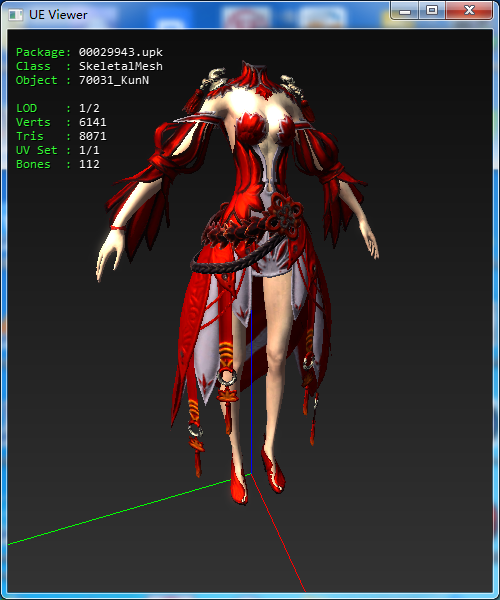 UE Viewer
Package: 00029943.upk
Class  : SkeletalMesh
Object : 70031_KunN
LOD    : 1/2
Verts  : 6141
Tris   : 8071
UV Set : 1/1
Bones  : 112